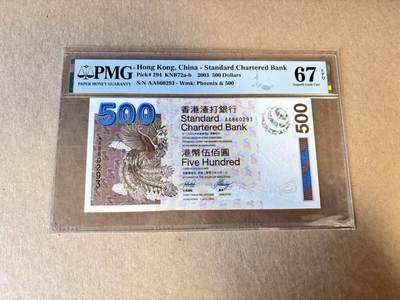 PMG
PAPER MONEY GUARANTY
Hong Kong, China - Standard Chartered Bank
Pick# 294 KNB72a-b 2003 500 Dollars
S/N AA860293 - Wmk: Phoenix & 500
67 EPQ
Superb Gem Unc
500
香港渣打銀行
AA860293
Standard
Chartered Bank
港幣伍佰圓
Five Hundred
500